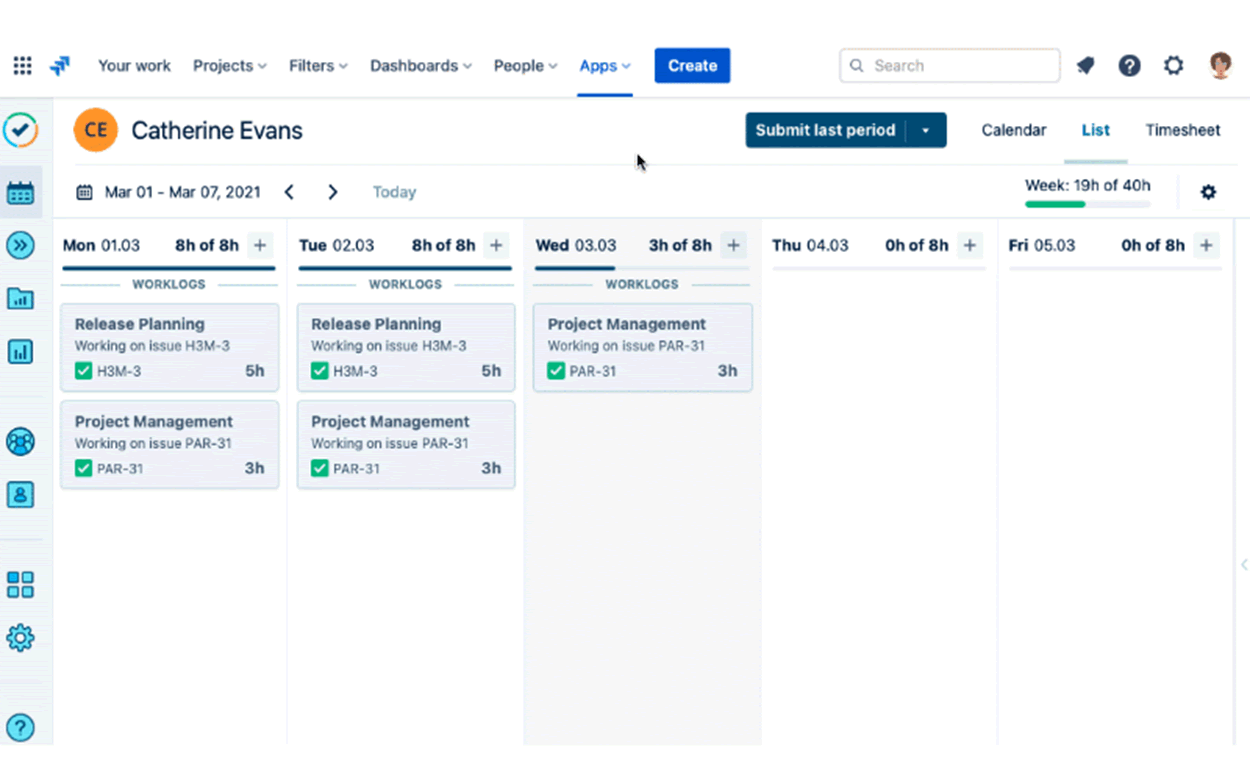 Your work Projects Filters Dashboards People Apps Create Search
CE Catherine Evans Submit last period Calendar List Timesheet
Mar 01 - Mar 07, 2021 Today Week: 19h of 40h
Mon 01.03 8h of 8h + Tue 02.03 8h of 8h + Wed 03.03 3h of 8h + Thu 04.03 0h of 8h + Fri 05.03 0h of 8h +
WORKLOGS WORKLOGS WORKLOGS
Release Planning Release Planning Project Management
Working on issue H3M-3 Working on issue H3M-3 Working on issue PAR-31
H3M-3 5h H3M-3 5h PAR-31 3h
Project Management Project Management
Working on issue PAR-31 Working on issue PAR-31
PAR-31 3h PAR-31 3h